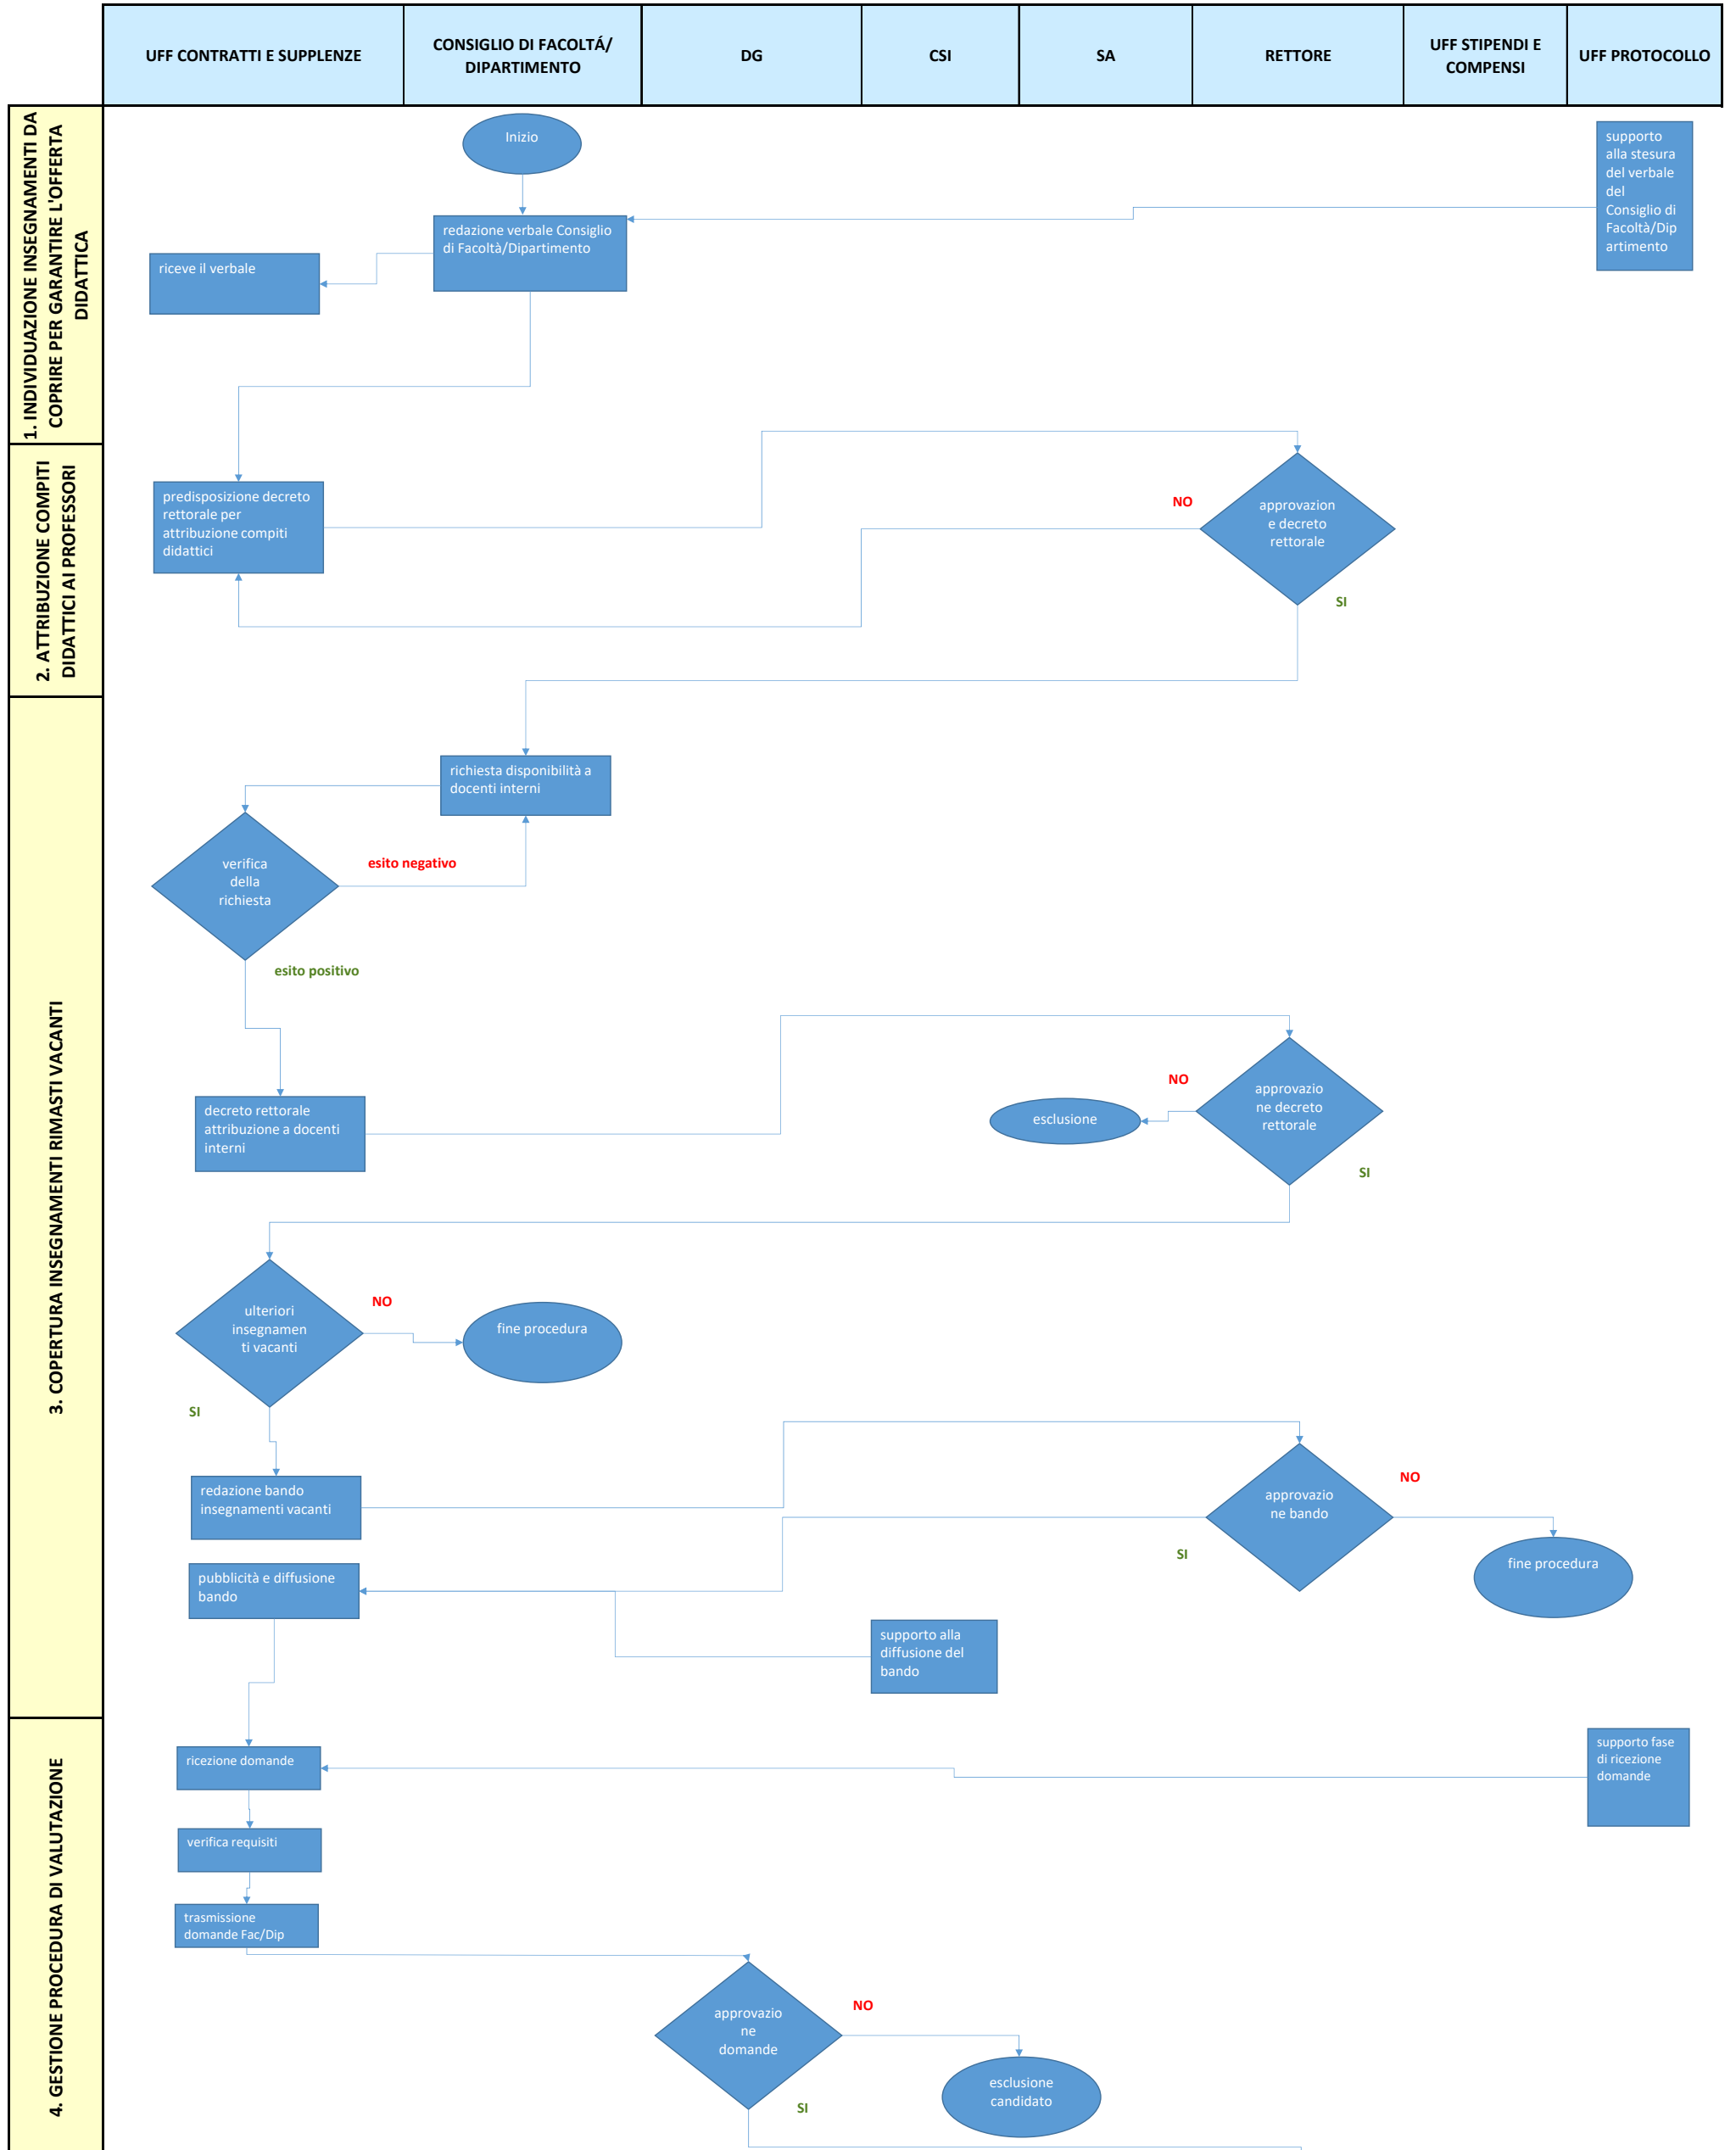 UFF CONTRATTI E SUPPLENZE
CONSIGLIO DI FACOLTÁ/
DIPARTIMENTO
DG
CSI
SA
RETTORE
UFF STIPENDI E
COMPENSI
UFF PROTOCOLLO
1. INDIVIDUAZIONE INSEGNAMENTI DA
COPRIRE PER GARANTIRE L'OFFERTA
DIDATTICA
Inizio
supporto
alla stesura
del verbale
del
Consiglio di
Facoltà/Dip
artimento
redazione verbale Consiglio
di Facoltà/Dipartimento
riceve il verbale
2. ATTRIBUZIONE COMPITI
DIDATTICI AI PROFESSORI
predisposizione decreto
rettorale per
attribuzione compiti
didattici
NO
approvazion
e decreto
rettorale
SI
3. COPERTURA INSEGNAMENTI RIMASTI VACANTI
richiesta disponibilità a
docenti interni
verifica
della
richiesta
esito negativo
esito positivo
decreto rettorale
attribuzione a docenti
interni
esclusione
NO
approvazio
ne decreto
rettorale
SI
ulteriori
insegnamen
ti vacanti
NO
fine procedura
SI
redazione bando
insegnamenti vacanti
approvazio
ne bando
NO
SI
fine procedura
pubblicità e diffusione
bando
supporto alla
diffusione del
bando
4. GESTIONE PROCEDURA DI VALUTAZIONE
ricezione domande
supporto fase
di ricezione
domande
verifica requisiti
trasmissione
domande Fac/Dip
approvazio
ne
domande
NO
esclusione
candidato
SI